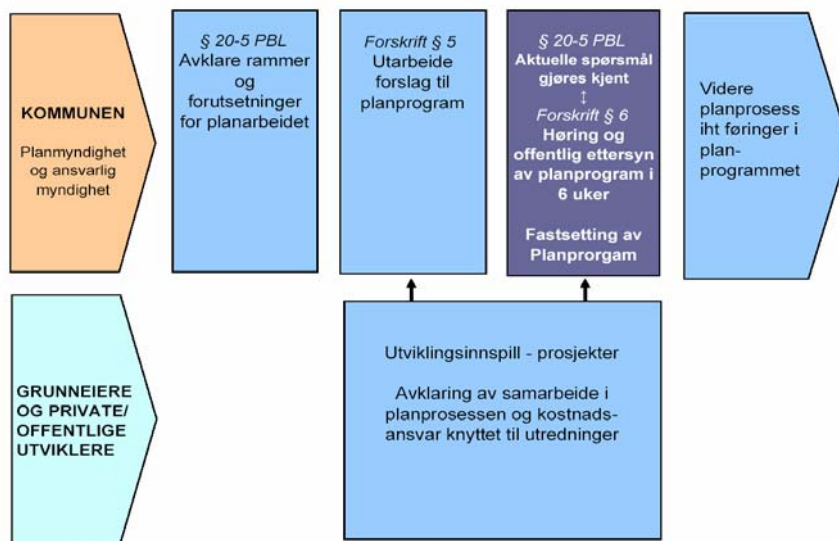 KOMMUNEN
Planmyndighet
og ansvarlig
myndighet
§ 20-5 PBL
Avklare rammer
og
forutsetninger
for planarbeidet
Forskrift § 5
Utarbeide
forslag til
planprogram
§ 20-5 PBL
Aktuelle spørsmål
gjøres kjent
↕
Forskrift § 6
Høring og
offentlig ettersyn
av planprogram i
6 uker
Fastsetting av
Planprorgam
Videre
planprosess
iht føringer i
plan-
programmet
GRUNNEIERE
OG PRIVATE/
OFFENTLIGE
UTVIKLERE
Utviklingsinnspill - prosjekter
Avklaring av samarbeide i
planprosessen og kostnads-
ansvar knyttet til utredninger